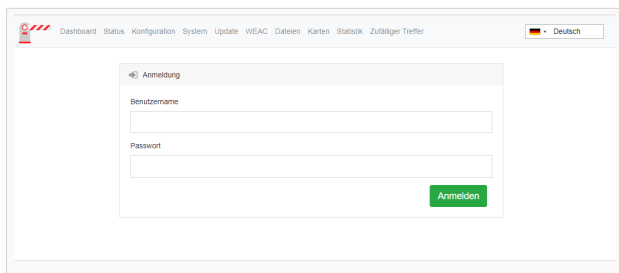 Dashboard Status Konfiguration System Update WEAC Dateien Karten Statistik Zufälliger Treffer Deutsch
Anmeldung
Benutzername
Passwort
Anmelden